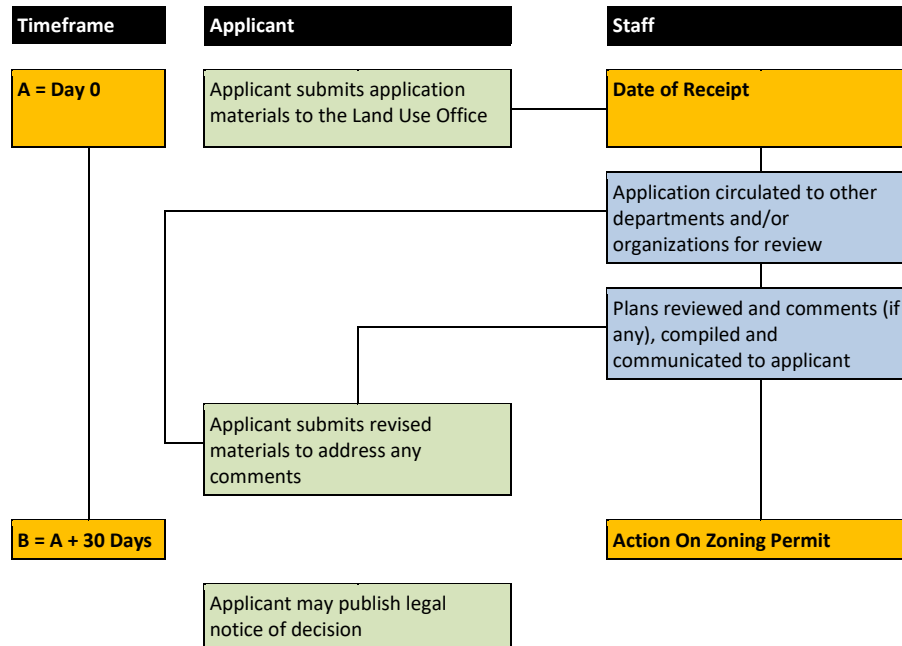 Timeframe
Applicant
Staff
A = Day 0
Applicant submits application
materials to the Land Use Office
Date of Receipt
Application circulated to other
departments and/or
organizations for review
Plans reviewed and comments (if
any), compiled and
communicated to applicant
Applicant submits revised
materials to address any
comments
B = A + 30 Days
Action On Zoning Permit
Applicant may publish legal
notice of decision